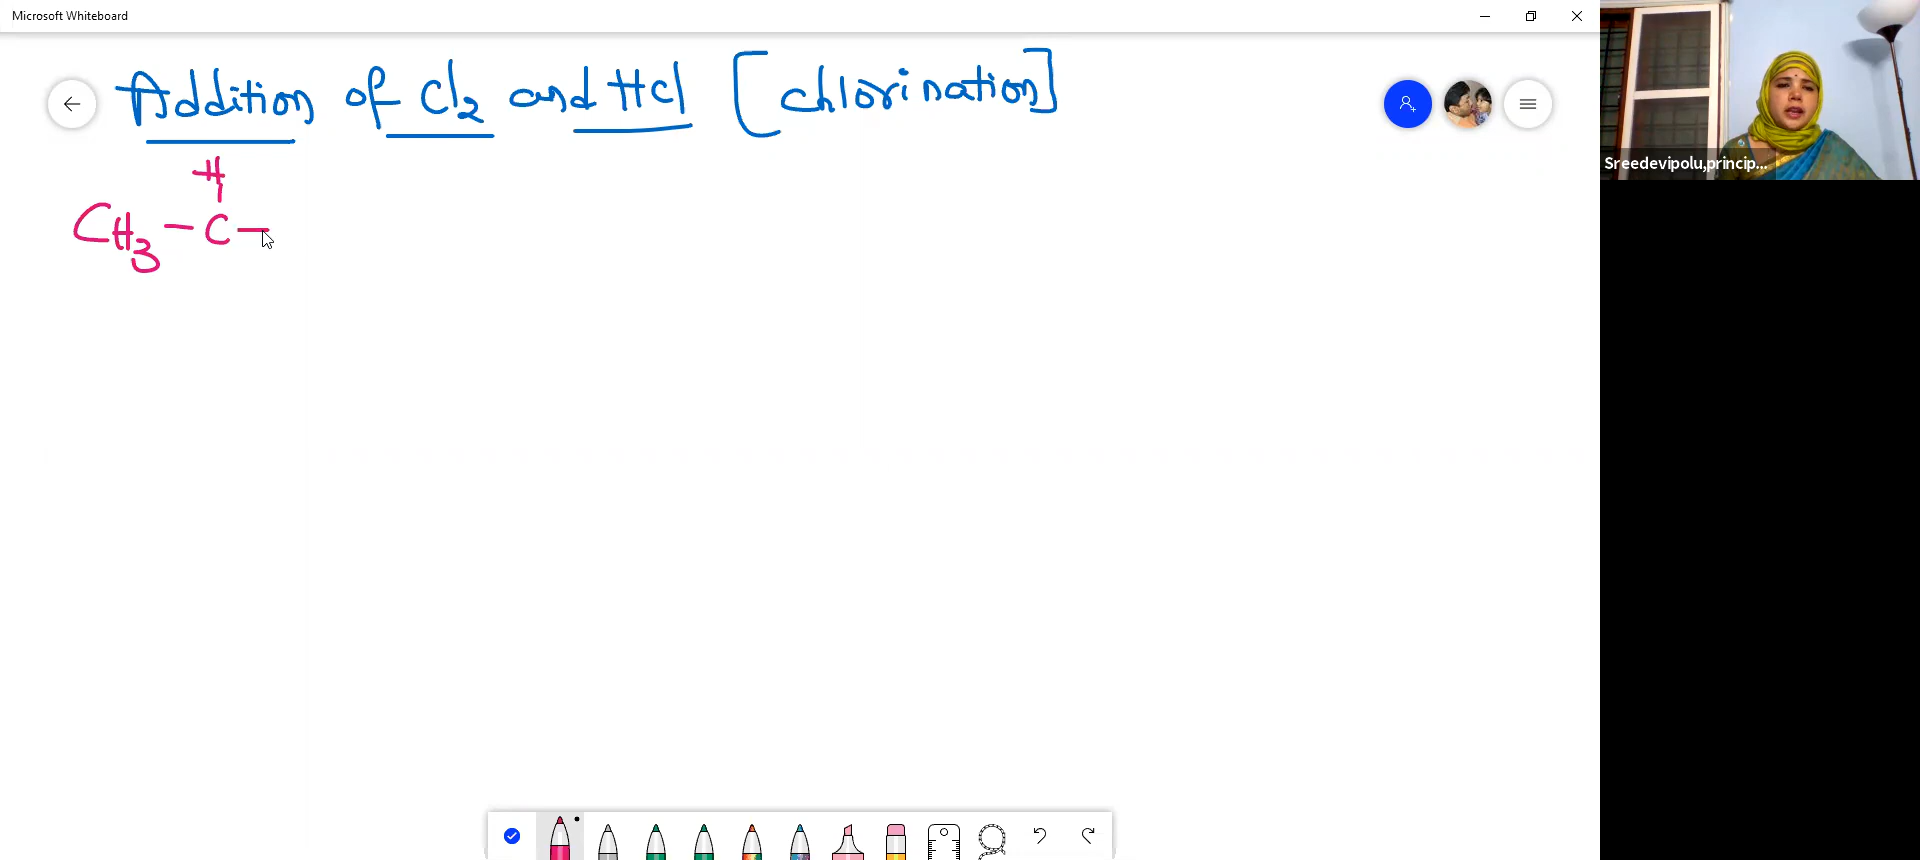 Microsoft Whiteboard
Addition of Cl2 and HCl [chlorination]
H
CH3 - C -
Sreedevipolu,princip...